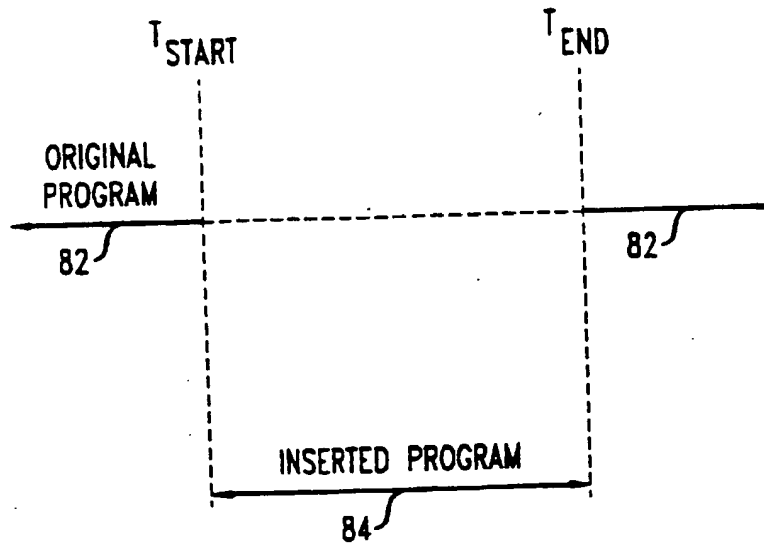 T START
T END
ORIGINAL
PROGRAM
82
82
INSERTED PROGRAM
84